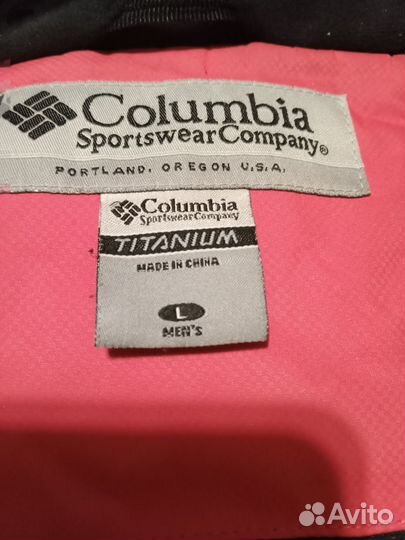 Columbia
Sportswear Company®
PORTLAND, OREGON U.S.A.
Columbia
Sportswear Company
TITANIUM
MADE IN CHINA
L
MEN'S
Avito